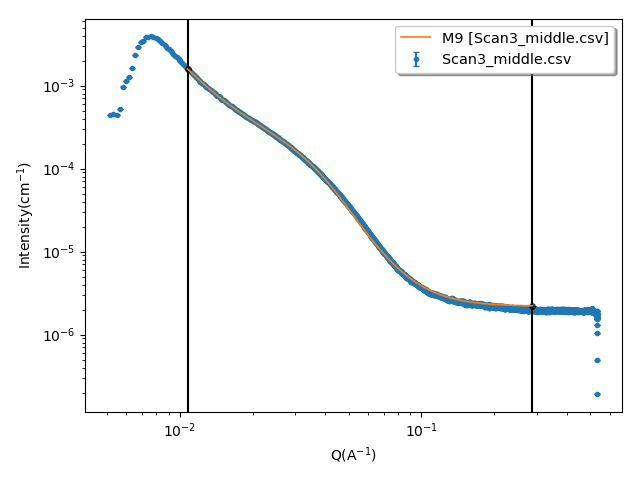 M9 [Scan3_middle.csv]
Scan3_middle.csv
Intensity(cm⁻¹)
10⁻³
10⁻⁴
10⁻⁵
10⁻⁶
10⁻² 10⁻¹
Q(A⁻¹)